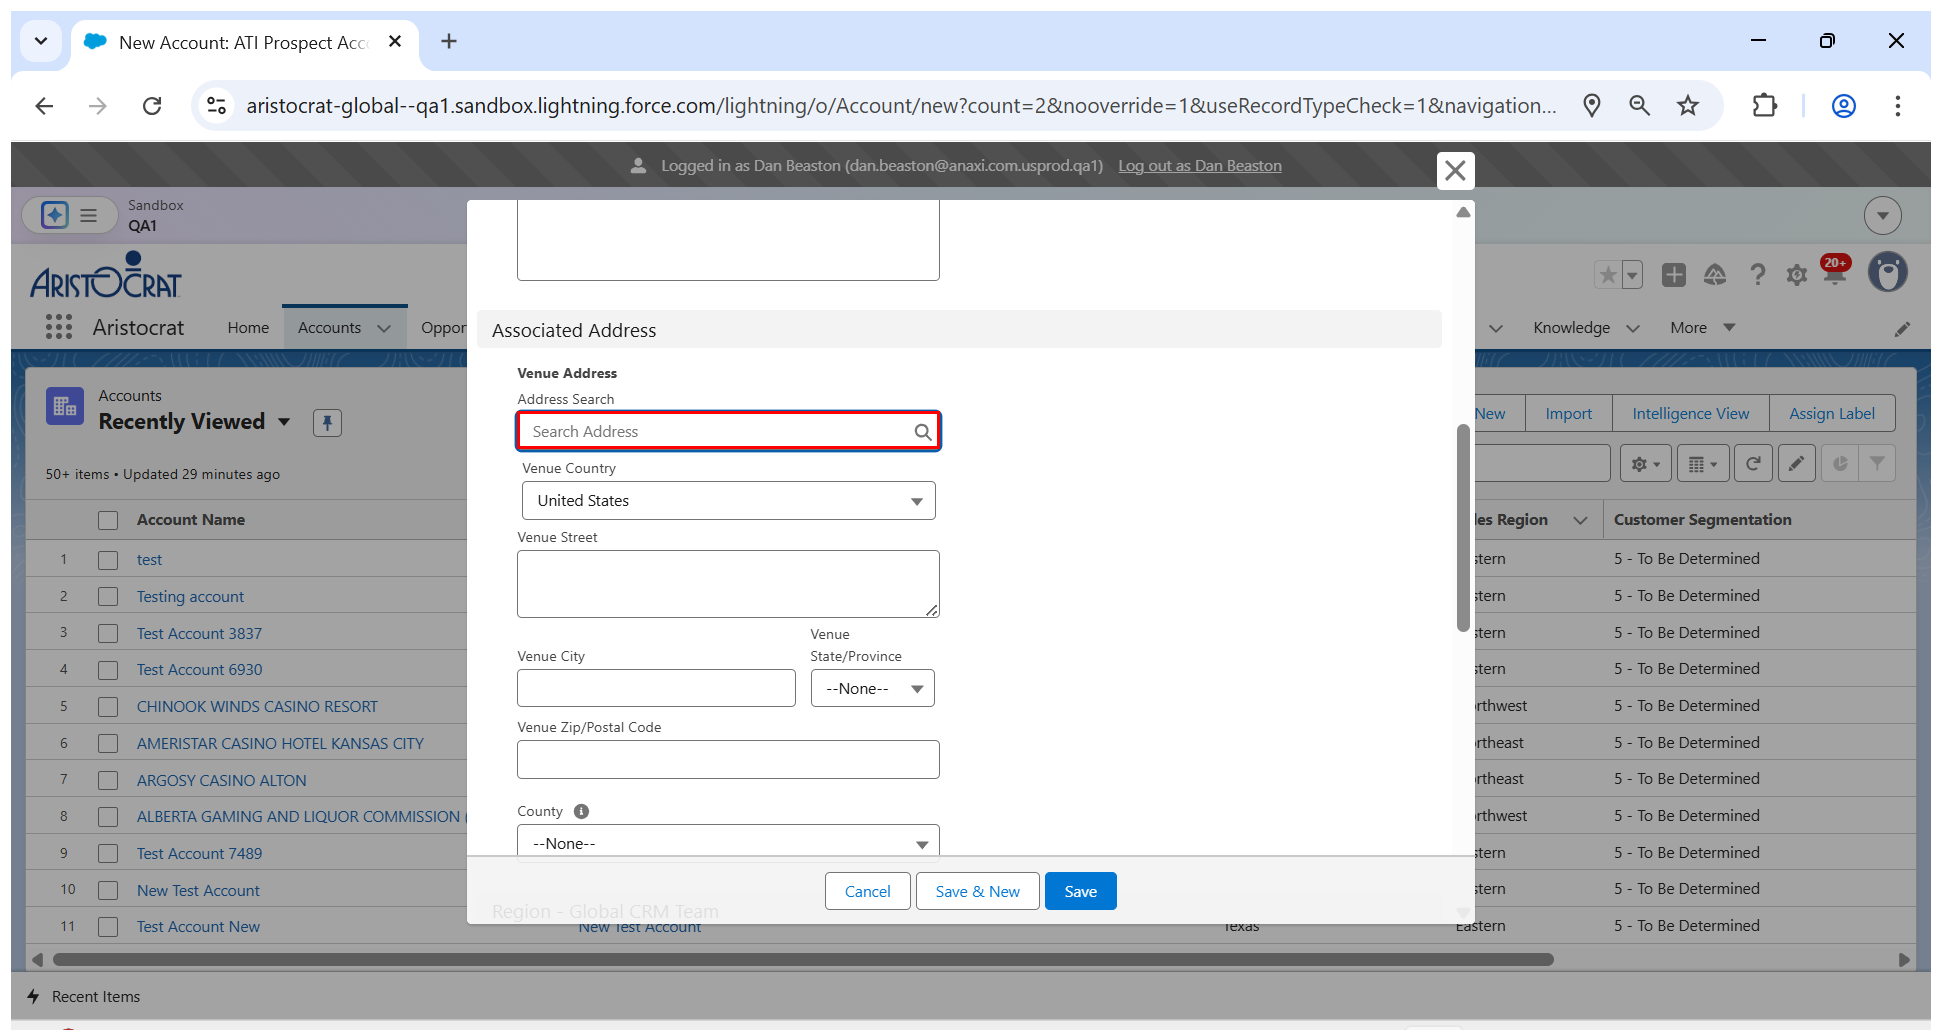 New Account: ATI Prospect Acc
aristocrat-global--qa1.sandbox.lightning.force.com/lightning/o/Account/new?count=2&nooverride=1&useRecordTypeCheck=1&navigation...
Logged in as Dan Beaston (dan.beaston@anaxi.com.usprod.qa1) Log out as Dan Beaston
Sandbox
QA1
ARISTOCRAT
20+
Aristocrat Home Accounts Oppor Knowledge More
Associated Address
Venue Address
Address Search
Search Address
Venue Country
United States
Venue Street
Venue City
Venue
State/Province
--None--
Venue Zip/Postal Code
County
--None--
Region - Global CRM Team
Cancel Save & New Save
Accounts
Recently Viewed
New Import Intelligence View Assign Label
50+ items • Updated 29 minutes ago
Account Name les Region Customer Segmentation
1 test stern 5 - To Be Determined
2 Testing account stern 5 - To Be Determined
3 Test Account 3837 stern 5 - To Be Determined
4 Test Account 6930 stern 5 - To Be Determined
5 CHINOOK WINDS CASINO RESORT rthwest 5 - To Be Determined
6 AMERISTAR CASINO HOTEL KANSAS CITY rtheast 5 - To Be Determined
7 ARGOSY CASINO ALTON rtheast 5 - To Be Determined
8 ALBERTA GAMING AND LIQUOR COMMISSION ( rthwest 5 - To Be Determined
9 Test Account 7489 stern 5 - To Be Determined
10 New Test Account stern 5 - To Be Determined
11 Test Account New New Test Account Texas Eastern 5 - To Be Determined
Recent Items